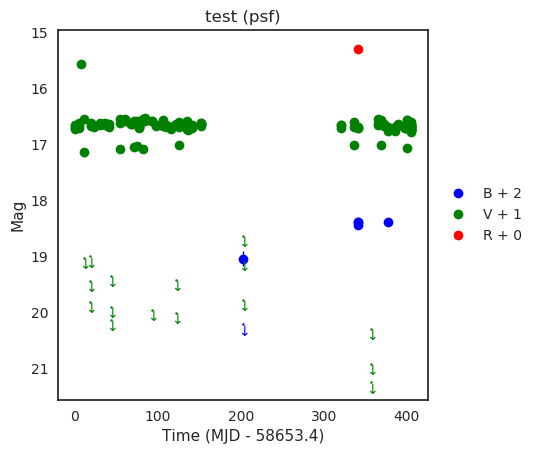 test (psf)
15
16
17
18
19
20
21
Mag
0
100
200
300
400
Time (MJD - 58653.4)
B + 2
V + 1
R + 0